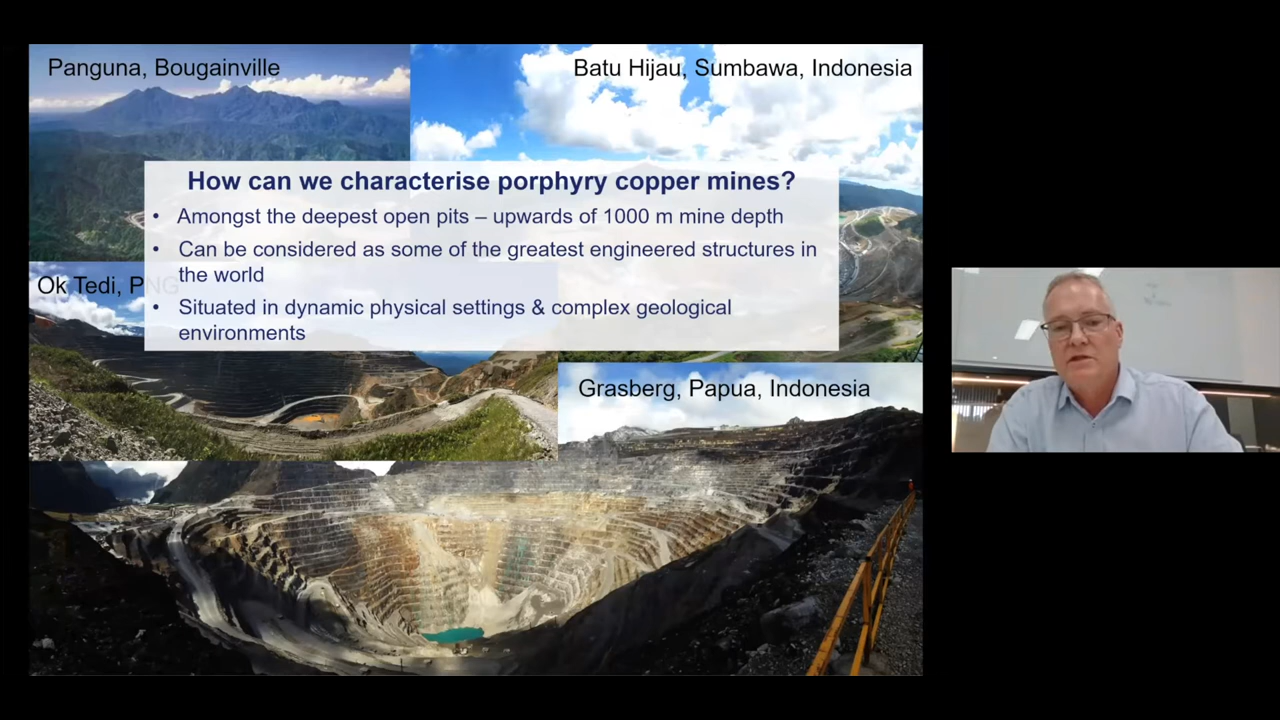 Panguna, Bougainville
Batu Hijau, Sumbawa, Indonesia
How can we characterise porphyry copper mines?
• Amongst the deepest open pits – upwards of 1000 m mine depth
• Can be considered as some of the greatest engineered structures in
the world
• Situated in dynamic physical settings & complex geological
environments
Ok Tedi, PNG
Grasberg, Papua, Indonesia